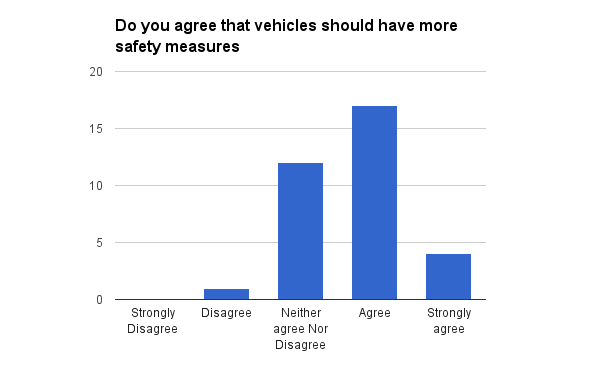 Do you agree that vehicles should have more
safety measures
20
15
10
5
0
Strongly
Disagree
Disagree
Neither
agree Nor
Disagree
Agree
Strongly
agree